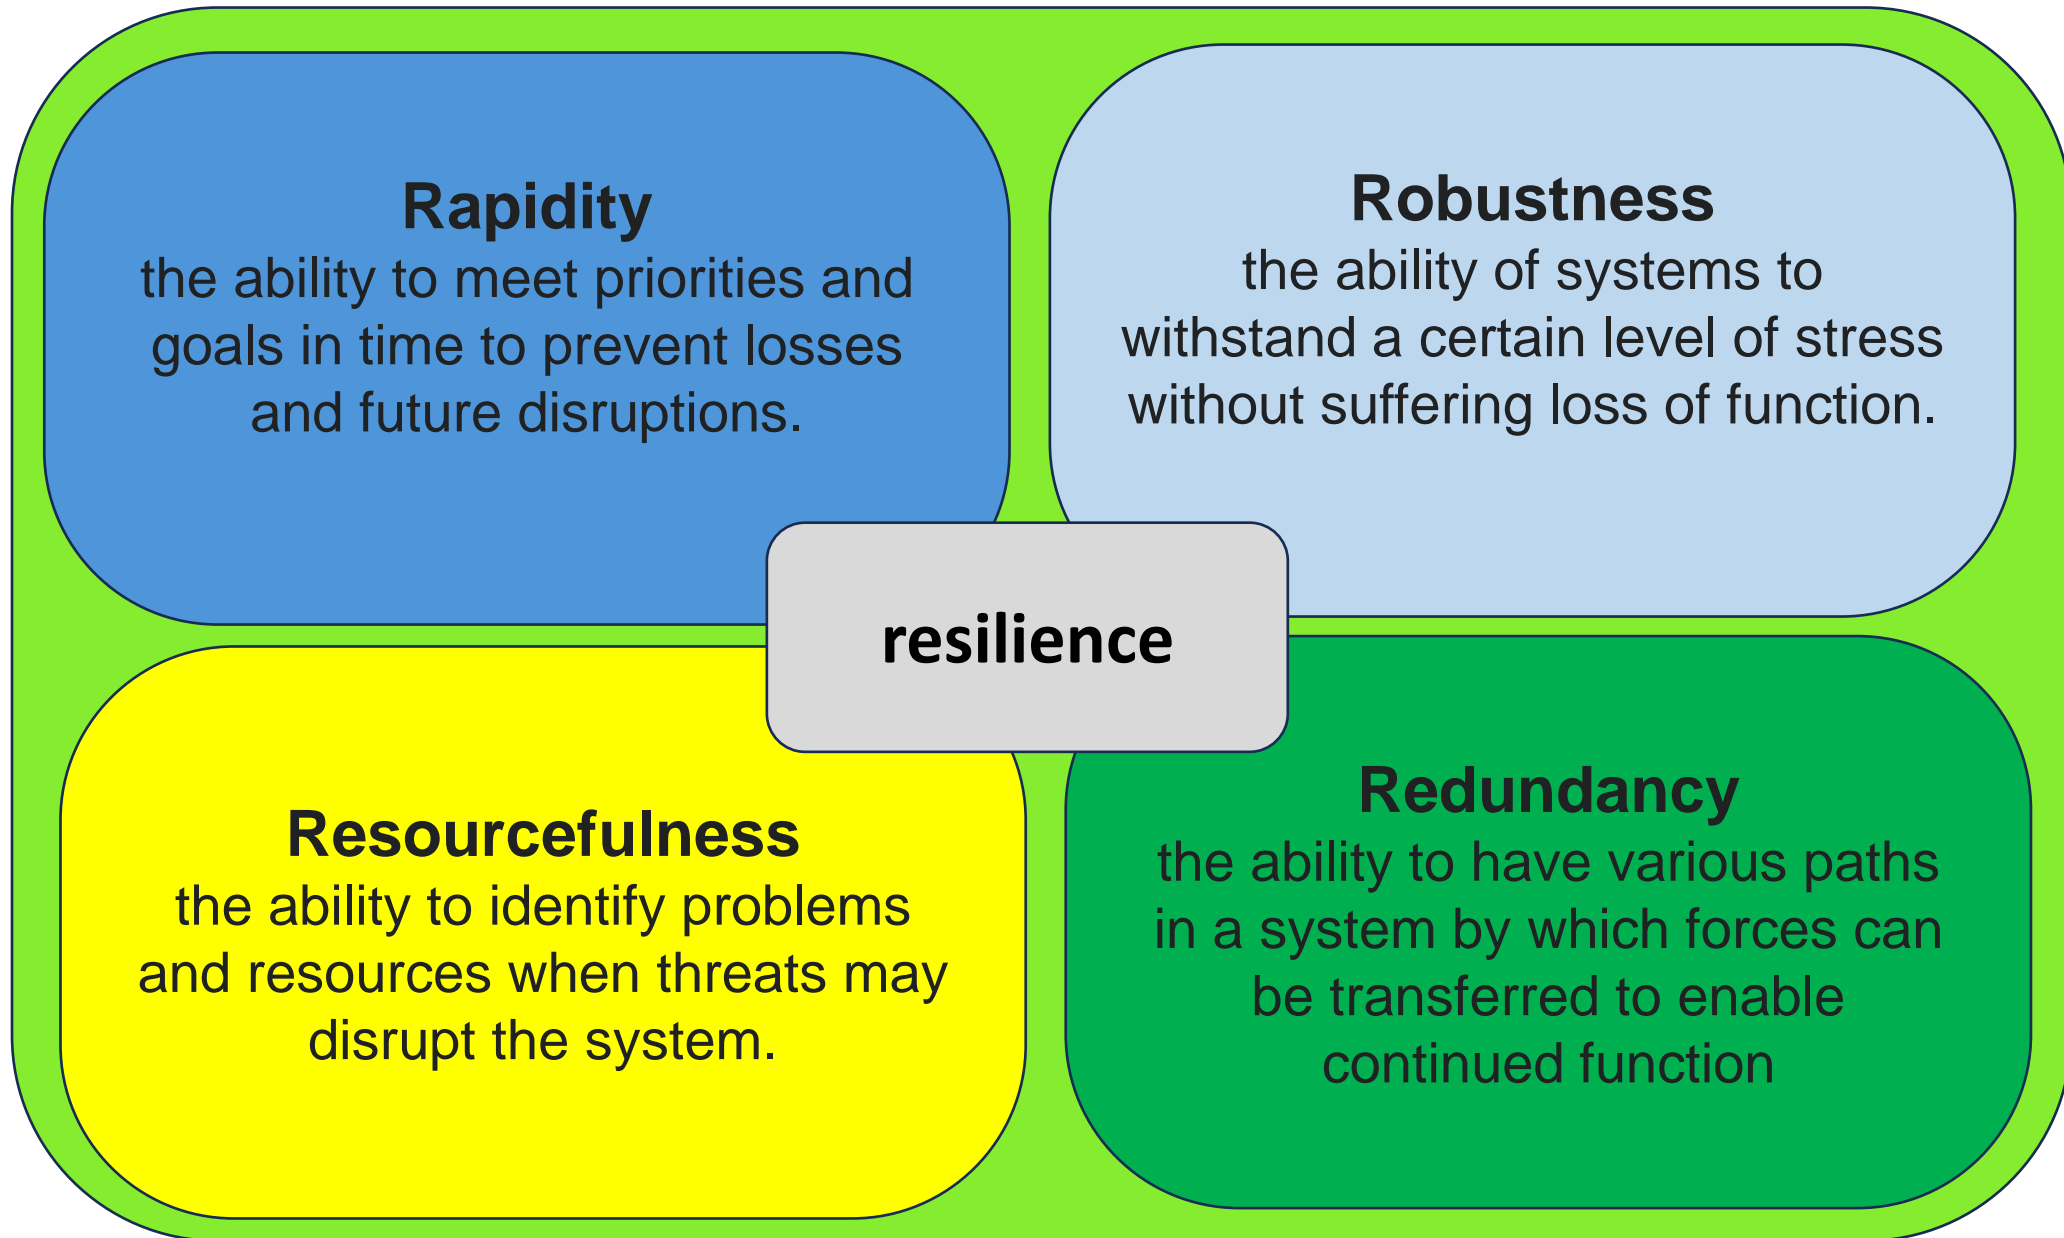 Rapidity
the ability to meet priorities and
goals in time to prevent losses
and future disruptions.
Robustness
the ability of systems to
withstand a certain level of stress
without suffering loss of function.
resilience
Resourcefulness
the ability to identify problems
and resources when threats may
disrupt the system.
Redundancy
the ability to have various paths
in a system by which forces can
be transferred to enable
continued function